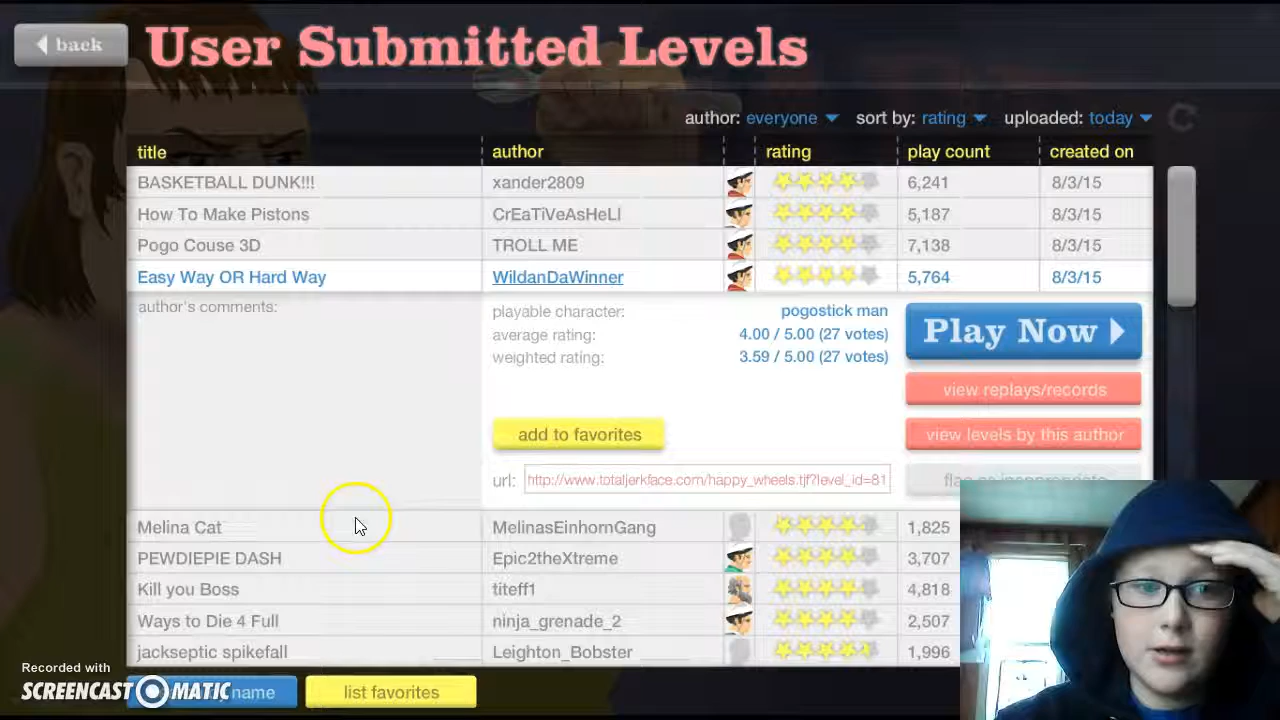 back
User Submitted Levels
author: everyone sort by: rating uploaded: today
title author rating play count created on
BASKETBALL DUNK!!! xander2809 6,241 8/3/15
How To Make Pistons CrEaTiVeAsHeLl 5,187 8/3/15
Pogo Couse 3D TROLL ME 7,138 8/3/15
Easy Way OR Hard Way WildanDaWinner 5,764 8/3/15
author's comments: playable character: pogostick man
average rating: 4.00 / 5.00 (27 votes)
weighted rating: 3.59 / 5.00 (27 votes)
Play Now
view replays/records
add to favorites view levels by this author
url: http://www.totaljerkface.com/happy_wheels.tjf?level_id=81
flag as inappropriate
Melina Cat MelinasEinhornGang 1,825
PEWDIEPIE DASH Epic2theXtreme 3,707
Kill you Boss titeff1 4,818
Ways to Die 4 Full ninja_grenade_2 2,507
jackseptic spikefall Leighton_Bobster 1,996
Recorded with
SCREENCAST MATIC
name list favorites